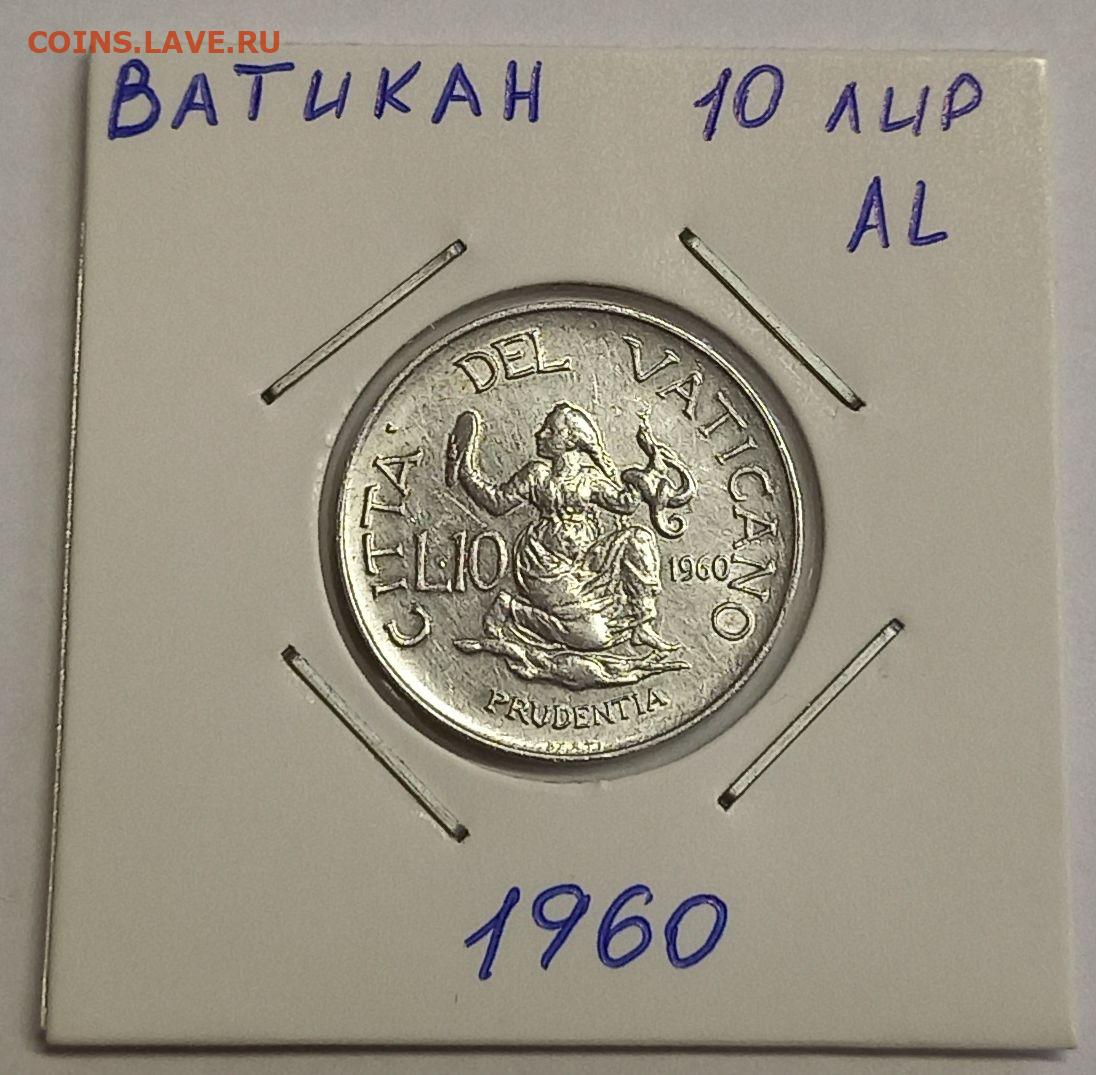 COINS.LAVE.RU
ВАТИКАН 10 ЛИР
AL
CITTA · DEL VATICANO
L·10
1960
PRUDENTIA
1960